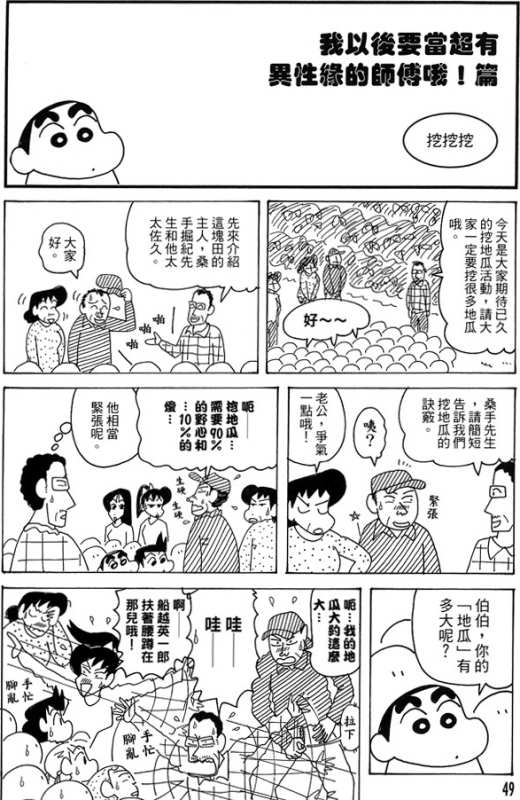 我以後要當超有
異性緣的師傅哦！篇
挖挖挖
今天是大家期待已久
的挖地瓜活動，請大
家一定要挖很多地瓜
哦。
好～～
先來介紹
這塊田的
主人，桑
手掘紀先
生和他太
太佐久。
大家
好。
啪
啪
桑手先生
，請簡短
告訴我們
挖地瓜的
訣竅。
咦？
緊張
老公，爭氣
一點哦！
呃──
挖地瓜…
需要90%
的野心和
…10%的
傻…
生硬
生硬
他相當
緊張呢。
伯伯，你的
「地瓜」有
多大呢？
呃…我的地
瓜大約這麼
大…
拉下
哇──
哇──
啊──
船越英一郎
扶著腰蹲在
那兒哦！
手忙
腳亂
手忙
腳亂
49